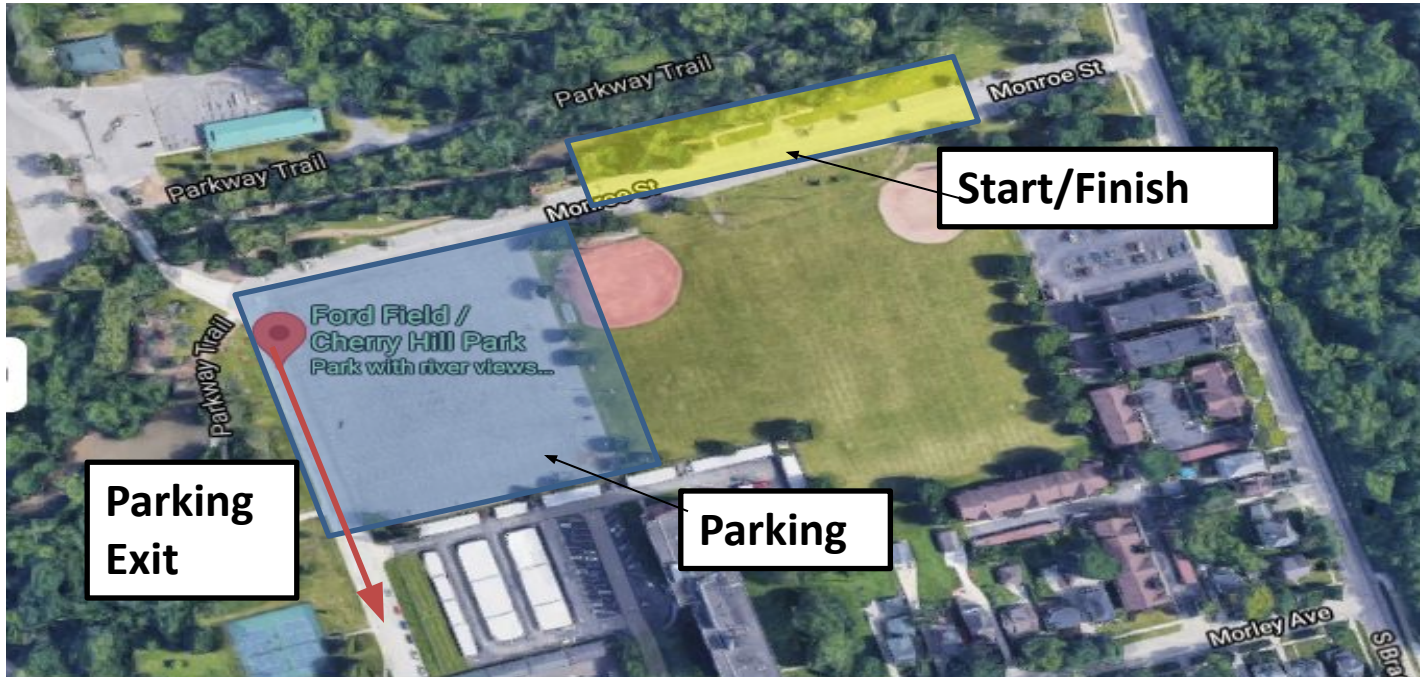 Parkway Trail
Monroe St
Parkway Trail
Start/Finish
Monroe St
Ford Field /
Cherry Hill Park
Park with river views...
Parkway Trail
Parking
Exit
Parking
Morley Ave
S Bra